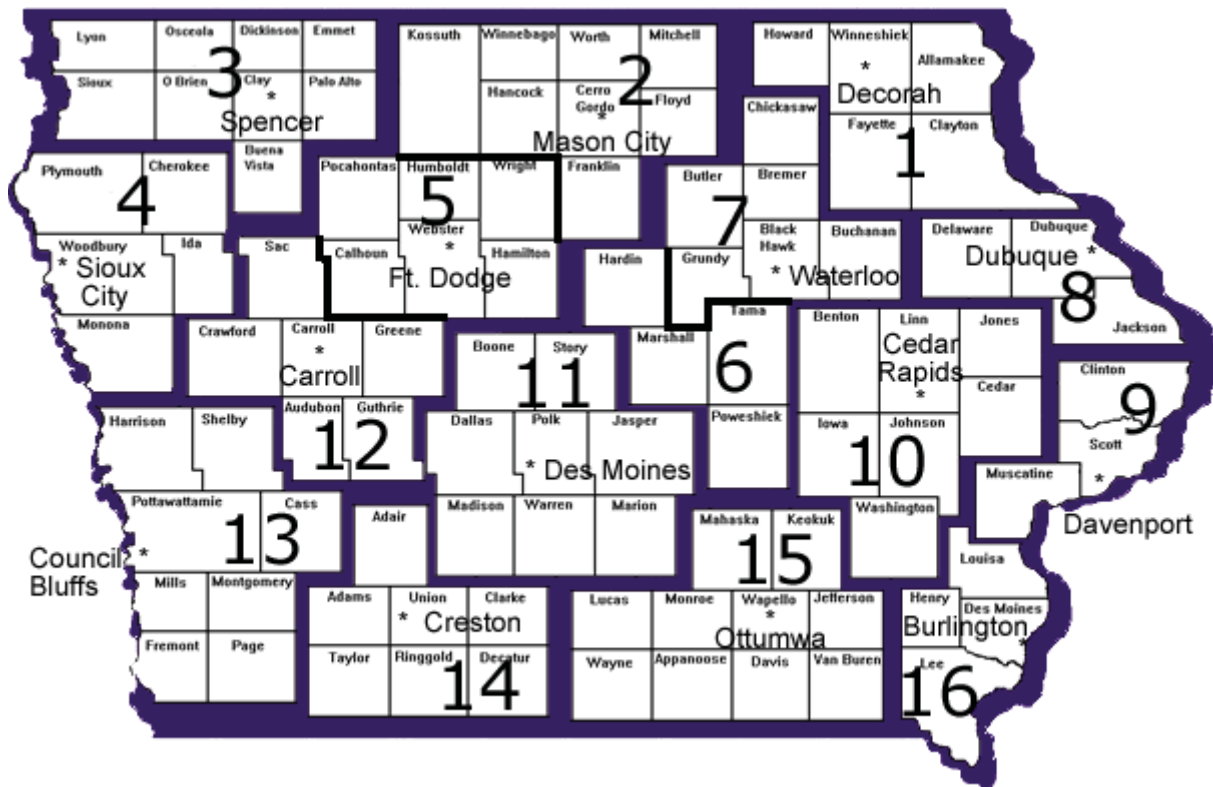 Lyon
Osceola
Dickinson
Emmet
Sioux
O Brien
Clay
*
Palo Alto
3
Spencer
Buena
Vista
Kossuth
Winnebago
Worth
Mitchell
Hancock
Cerro
Gordo
*
Floyd
2
Mason City
Franklin
Howard
Winneshiek
*
Allamakee
Decorah
Chickasaw
Fayette
Clayton
1
Plymouth
Cherokee
4
Woodbury
*
Ida
Sioux
City
Monona
Pocahontas
Humboldt
Wright
5
Sac
Calhoun
Webster
*
Hamilton
Ft. Dodge
Butler
Bremer
7
Grundy
Black
Hawk
*
Buchanan
Waterloo
Hardin
Marshall
Tama
6
Poweshiek
Delaware
Dubuque
*
Dubuque
8
Jackson
Crawford
Carroll
*
Greene
Carroll
Audubon
Guthrie
12
Boone
Story
11
Dallas
Polk
Jasper
* Des Moines
Madison
Warren
Marion
Benton
Linn
Jones
Cedar
Rapids
*
Cedar
Iowa
Johnson
10
Washington
Clinton
9
Scott
*
Muscatine
Davenport
Harrison
Shelby
Pottawattamie
Cass
13
*
Council
Bluffs
Mills
Montgomery
Fremont
Page
Adair
Adams
Union
Clarke
* Creston
Taylor
Ringgold
Decatur
14
Mahaska
Keokuk
15
Lucas
Monroe
Wapello
*
Jefferson
Ottumwa
Wayne
Appanoose
Davis
Van Buren
Louisa
Henry
Des Moines
Burlington
*
Lee
16